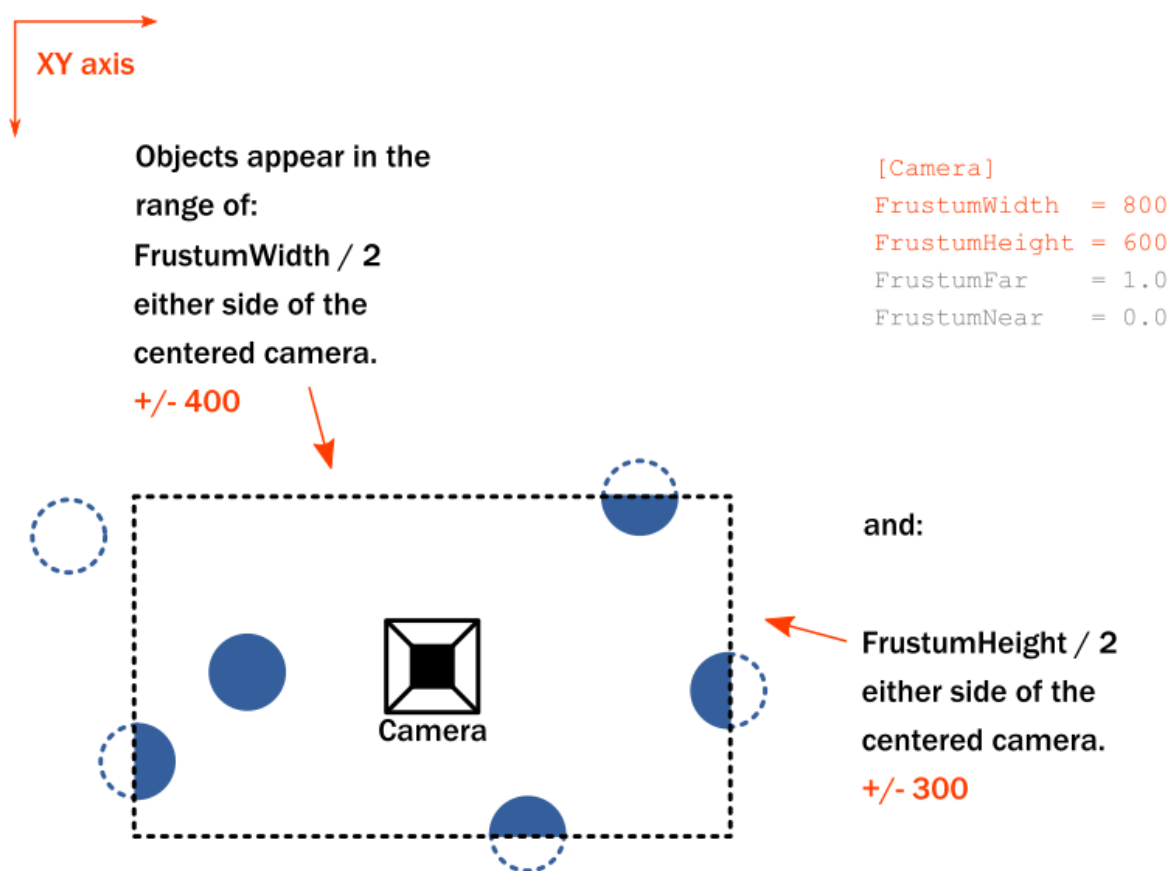 XY axis
Objects appear in the
range of:
FrustumWidth / 2
either side of the
centered camera.
+/- 400
[Camera]
FrustumWidth  = 800
FrustumHeight = 600
FrustumFar    = 1.0
FrustumNear   = 0.0
and:
FrustumHeight / 2
either side of the
centered camera.
+/- 300
Camera